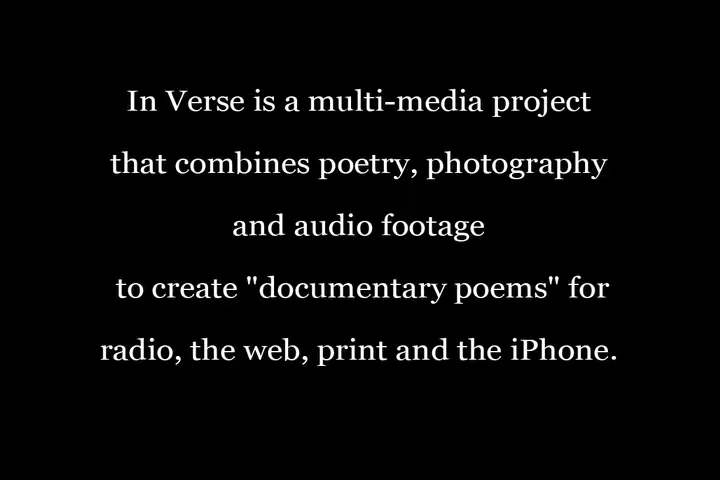 In Verse is a multi-media project
that combines poetry, photography
and audio footage
to create "documentary poems" for
radio, the web, print and the iPhone.